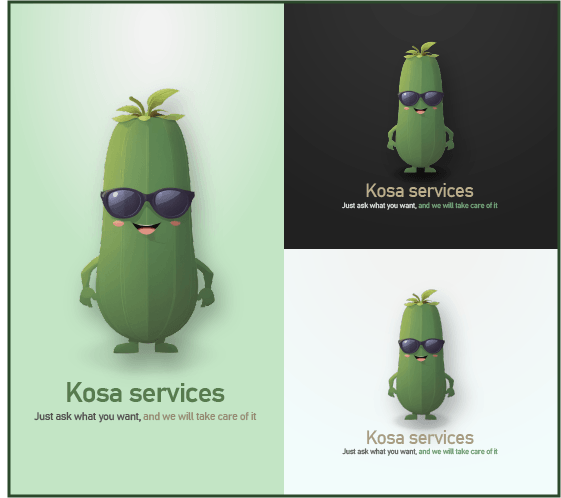 Kosa services
Just ask what you want, and we will take care of it
Kosa services
Just ask what you want, and we will take care of it
Kosa services
Just ask what you want, and we will take care of it